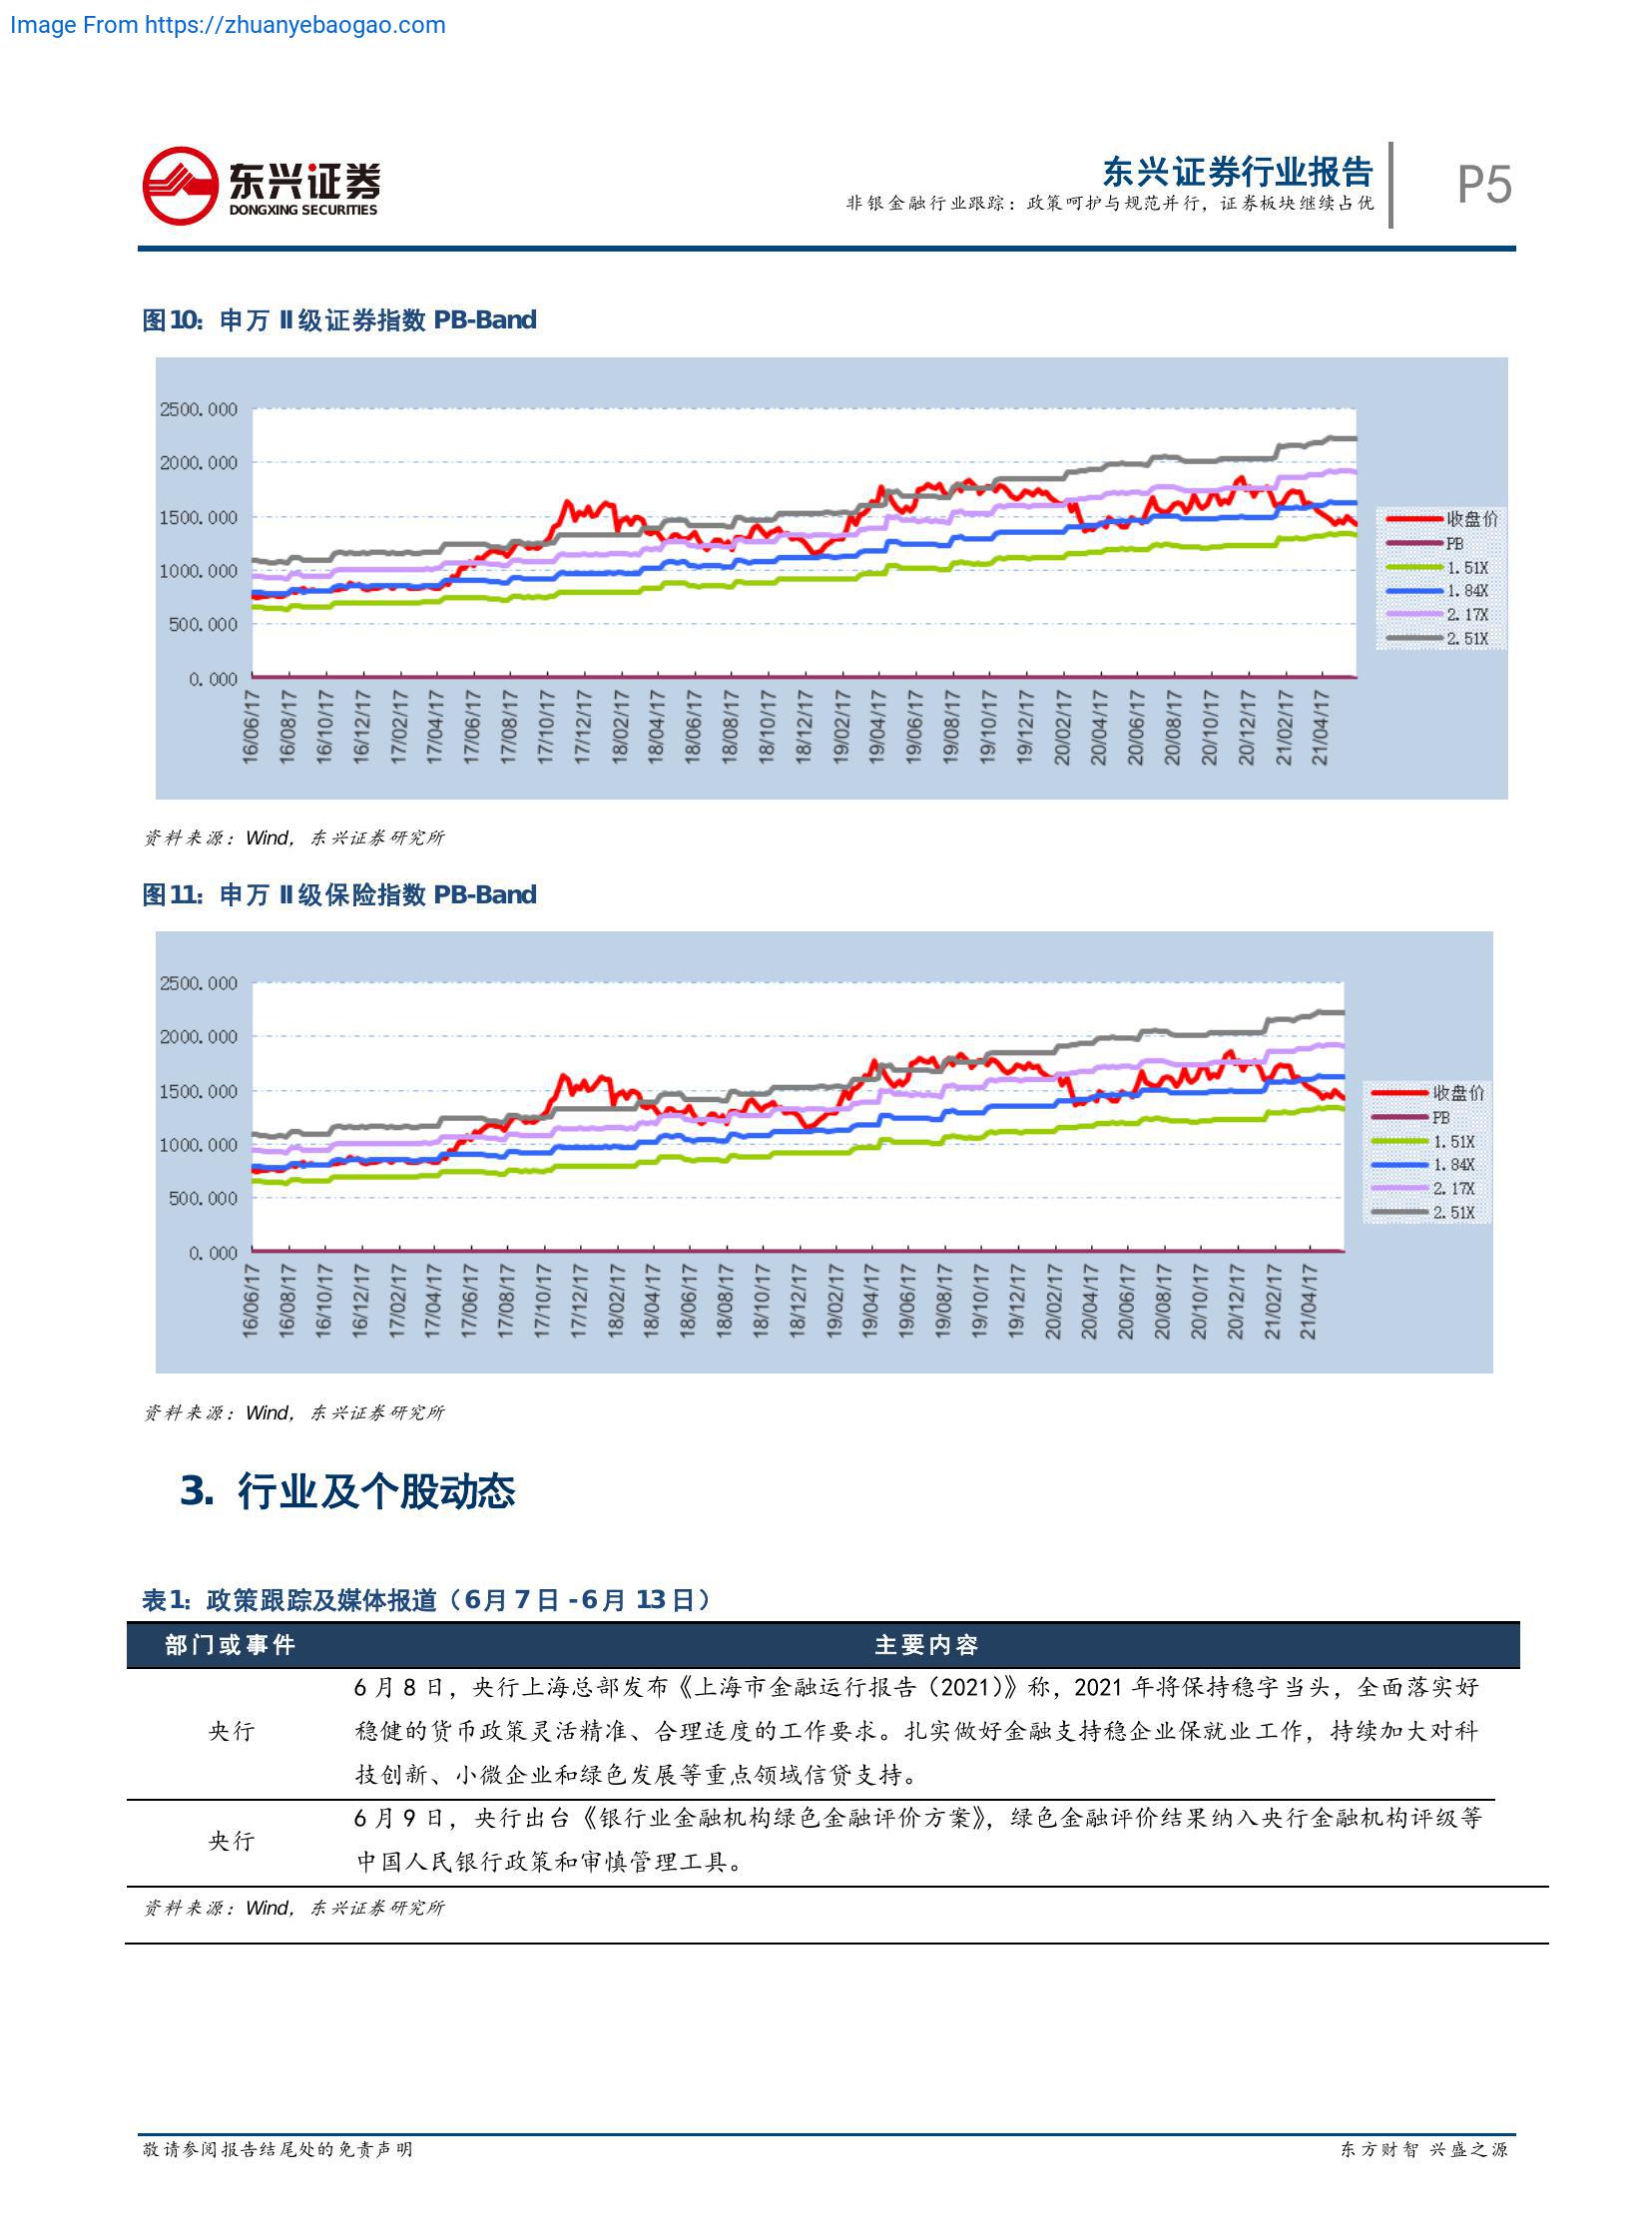 Image From https://zhuanyebaogao.com
东兴证券
DONGXING SECURITIES
东兴证券行业报告
非银金融行业跟踪：政策呵护与规范并行，证券板块继续占优
P5
图10：申万 II 级证券指数 PB-Band
2500.000
2000.000
1500.000
1000.000
500.000
0.000
16/06/17
16/08/17
16/10/17
16/12/17
17/02/17
17/04/17
17/06/17
17/08/17
17/10/17
17/12/17
18/02/17
18/04/17
18/06/17
18/08/17
18/10/17
18/12/17
19/02/17
19/04/17
19/06/17
19/08/17
19/10/17
19/12/17
20/02/17
20/04/17
20/06/17
20/08/17
20/10/17
20/12/17
21/02/17
21/04/17
收盘价
PB
1.51X
1.84X
2.17X
2.51X
资料来源：Wind，东兴证券研究所
图11：申万 II 级保险指数 PB-Band
2500.000
2000.000
1500.000
1000.000
500.000
0.000
16/06/17
16/08/17
16/10/17
16/12/17
17/02/17
17/04/17
17/06/17
17/08/17
17/10/17
17/12/17
18/02/17
18/04/17
18/06/17
18/08/17
18/10/17
18/12/17
19/02/17
19/04/17
19/06/17
19/08/17
19/10/17
19/12/17
20/02/17
20/04/17
20/06/17
20/08/17
20/10/17
20/12/17
21/02/17
21/04/17
收盘价
PB
1.51X
1.84X
2.17X
2.51X
资料来源：Wind，东兴证券研究所
3. 行业及个股动态
表1：政策跟踪及媒体报道（6月 7 日 -6月 13 日）
部门或事件 主要内容
6 月 8 日，央行上海总部发布《上海市金融运行报告（2021）》称，2021 年将保持稳字当头，全面落实好
央行 稳健的货币政策灵活精准、合理适度的工作要求。扎实做好金融支持稳企业保就业工作，持续加大对科
技创新、小微企业和绿色发展等重点领域信贷支持。
央行 6 月 9 日，央行出台《银行业金融机构绿色金融评价方案》，绿色金融评价结果纳入央行金融机构评级等
中国人民银行政策和审慎管理工具。
资料来源：Wind，东兴证券研究所
敬请参阅报告结尾处的免责声明
东方财智 兴盛之源